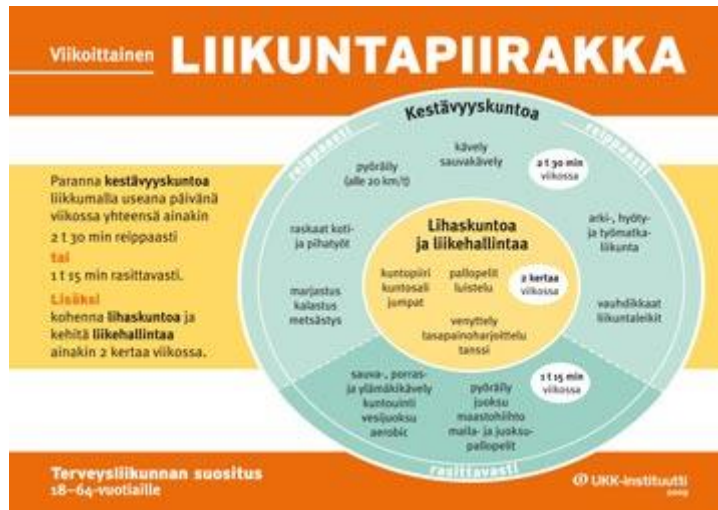 Viikoittainen LIIKUNTAPIIRAKKA
Paranna kestävyyskuntoa
liikkumalla useana päivänä
viikossa yhteensä ainakin
2 t 30 min reippaasti
tai
1 t 15 min rasittavasti.
Lisäksi
kohenna lihaskuntoa ja
kehitä liikehallintaa
ainakin 2 kertaa viikossa.
Kestävyyskuntoa
reippaasti
reippaasti
kävely
sauvakävely
2 t 30 min
viikossa
pyöräily
(alle 20 km/t)
raskaat koti-
ja pihatyöt
marjastus
kalastus
metsästys
arki-, hyöty-
ja työmatka-
liikunta
vauhdikkaat
liikuntaleikit
Lihaskuntoa
ja liikehallintaa
kuntopiiri
kuntosali
jumpat
pallopelit
luistelu
2 kertaa
viikossa
venyttely
tasapainoharjoittelu
tanssi
sauva-, porras-
ja ylämäkikävely
kuntouinti
vesijuoksu
aerobic
pyöräily
juoksu
maastohiihto
maila- ja juoksu-
pallopelit
1 t 15 min
viikossa
rasittavasti
Terveysliikunnan suositus
18–64-vuotiaille
UKK-instituutti
2009